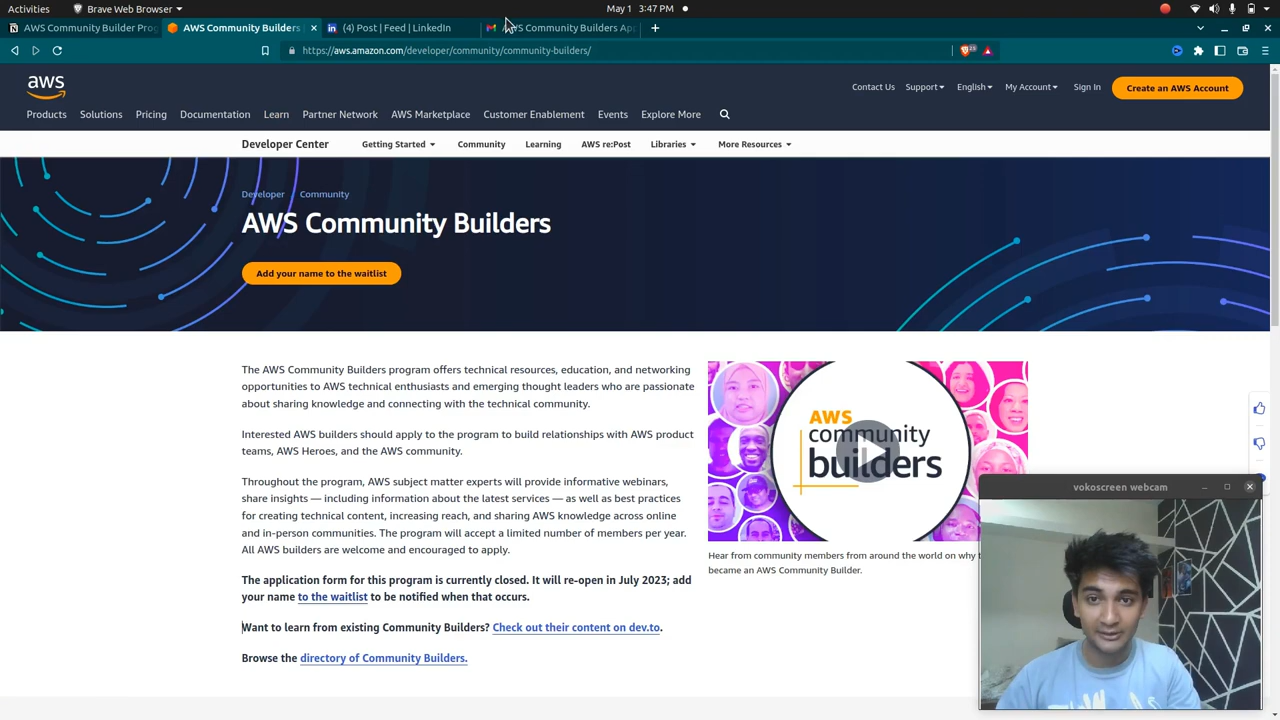 Activities
Brave Web Browser
May 1 3:47 PM
AWS Community Builder Prog
AWS Community Builders
(4) Post | Feed | LinkedIn
AWS Community Builders App
https://aws.amazon.com/developer/community/community-builders/
25
aws
Contact Us
Support
English
My Account
Sign In
Create an AWS Account
Products
Solutions
Pricing
Documentation
Learn
Partner Network
AWS Marketplace
Customer Enablement
Events
Explore More
Developer Center
Getting Started
Community
Learning
AWS re:Post
Libraries
More Resources
Developer
Community
AWS Community Builders
Add your name to the waitlist
The AWS Community Builders program offers technical resources, education, and networking
opportunities to AWS technical enthusiasts and emerging thought leaders who are passionate
about sharing knowledge and connecting with the technical community.
Interested AWS builders should apply to the program to build relationships with AWS product
teams, AWS Heroes, and the AWS community.
Throughout the program, AWS subject matter experts will provide informative webinars,
share insights — including information about the latest services — as well as best practices
for creating technical content, increasing reach, and sharing AWS knowledge across online
and in-person communities. The program will accept a limited number of members per year.
All AWS builders are welcome and encouraged to apply.
The application form for this program is currently closed. It will re-open in July 2023; add
your name to the waitlist to be notified when that occurs.
Want to learn from existing Community Builders? Check out their content on dev.to.
Browse the directory of Community Builders.
AWS
community
builders
Hear from community members from around the world on why t
became an AWS Community Builder.
vokoscreen webcam